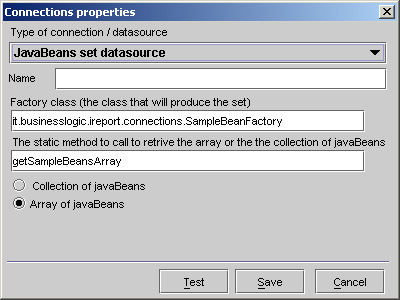 Connections properties
Type of connection / datasource
JavaBeans set datasource
Name
Factory class (the class that will produce the set)
it.businesslogic.ireport.connections.SampleBeanFactory
The static method to call to retrive the array or the the collection of javaBeans
getSampleBeansArray
Collection of javaBeans
Array of javaBeans
Test Save Cancel